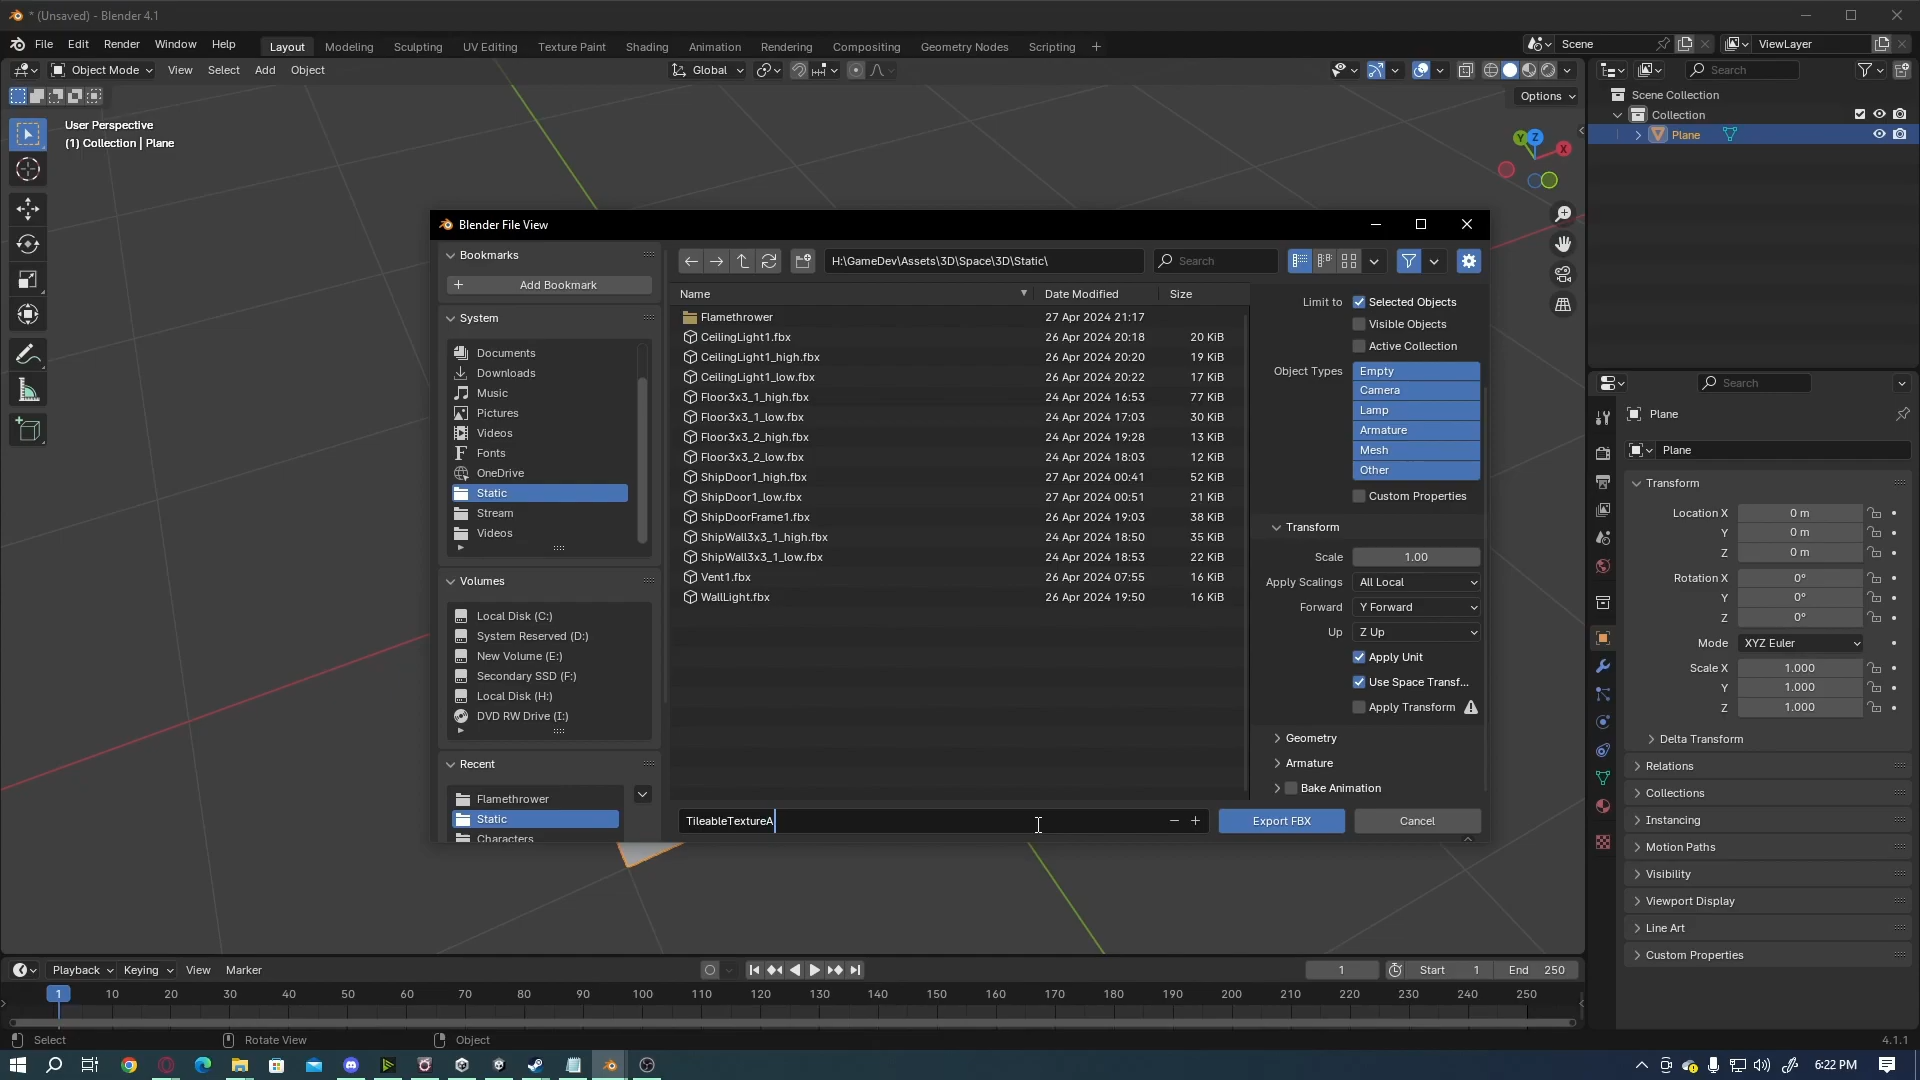 * (Unsaved) - Blender 4.1
File Edit Render Window Help
Layout Modeling Sculpting UV Editing Texture Paint Shading Animation Rendering Compositing Geometry Nodes Scripting +
Scene
ViewLayer
Object Mode View Select Add Object
Global
Search
Options
User Perspective
(1) Collection | Plane
Scene Collection
Collection
Plane
Y Z X
Blender File View
Bookmarks
Add Bookmark
System
Documents
Downloads
Music
Pictures
Videos
Fonts
OneDrive
Static
Stream
Videos
Volumes
Local Disk (C:)
System Reserved (D:)
New Volume (E:)
Secondary SSD (F:)
Local Disk (H:)
DVD RW Drive (I:)
Recent
Flamethrower
Static
Characters
H:\GameDev\Assets\3D\Space\3D\Static\
Search
Name Date Modified Size
Flamethrower 27 Apr 2024 21:17
CeilingLight1.fbx 26 Apr 2024 20:18 20 KiB
CeilingLight1_high.fbx 26 Apr 2024 20:20 19 KiB
CeilingLight1_low.fbx 26 Apr 2024 20:22 17 KiB
Floor3x3_1_high.fbx 24 Apr 2024 16:53 77 KiB
Floor3x3_1_low.fbx 24 Apr 2024 17:03 30 KiB
Floor3x3_2_high.fbx 24 Apr 2024 19:28 13 KiB
Floor3x3_2_low.fbx 24 Apr 2024 18:03 12 KiB
ShipDoor1_high.fbx 27 Apr 2024 00:41 52 KiB
ShipDoor1_low.fbx 27 Apr 2024 00:51 21 KiB
ShipDoorFrame1.fbx 26 Apr 2024 19:03 38 KiB
ShipWall3x3_1_high.fbx 24 Apr 2024 18:50 35 KiB
ShipWall3x3_1_low.fbx 24 Apr 2024 18:53 22 KiB
Vent1.fbx 26 Apr 2024 07:55 16 KiB
WallLight.fbx 26 Apr 2024 19:50 16 KiB
Limit to Selected Objects
Visible Objects
Active Collection
Object Types Empty
Camera
Lamp
Armature
Mesh
Other
Custom Properties
Transform
Scale 1.00
Apply Scalings All Local
Forward Y Forward
Up Z Up
Apply Unit
Use Space Transf...
Apply Transform
Geometry
Armature
Bake Animation
TileableTextureA
Export FBX
Cancel
Search
Plane
Plane
Transform
Location X 0 m
Y 0 m
Z 0 m
Rotation X 0°
Y 0°
Z 0°
Mode XYZ Euler
Scale X 1.000
Y 1.000
Z 1.000
Delta Transform
Relations
Collections
Instancing
Motion Paths
Visibility
Viewport Display
Line Art
Custom Properties
Playback Keying View Marker
1
Start 1 End 250
1 10 20 30 40 50 60 70 80 90 100 110 120 130 140 150 160 170 180 190 200 210 220 230 240 250
Select
Rotate View
Object
4.1.1
6:22 PM